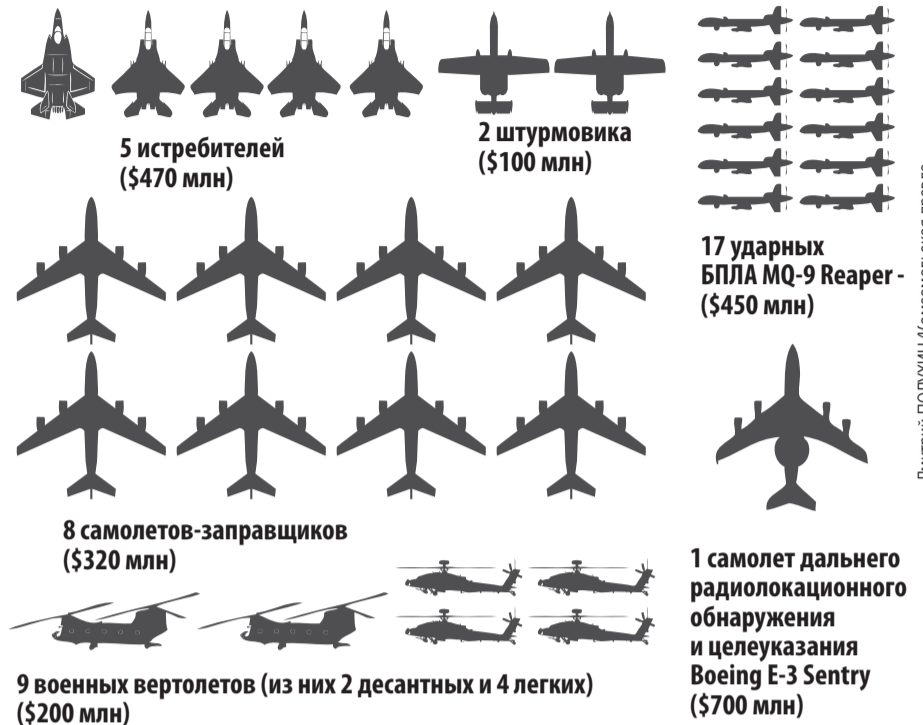 5 истребителей
($470 млн)
2 штурмовика
($100 млн)
17 ударных
БПЛА MQ-9 Reaper -
($450 млн)
8 самолетов-заправщиков
($320 млн)
1 самолет дальнего
радиолокационного
обнаружения
и целеуказания
Boeing E-3 Sentry
($700 млн)
9 военных вертолетов (из них 2 десантных и 4 легких)
($200 млн)